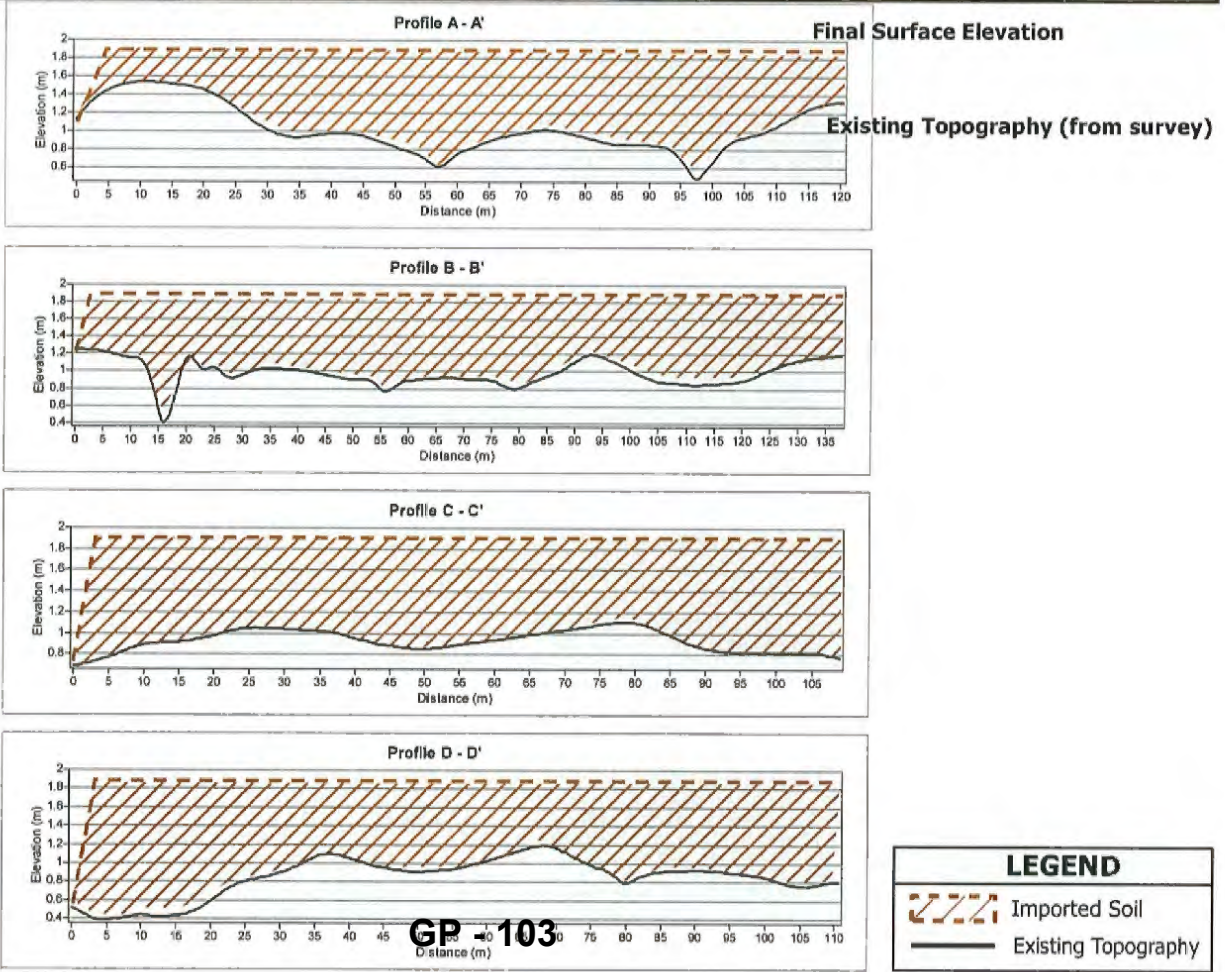 Profile A - A'
Final Surface Elevation
Existing Topography (from survey)
Elevation (m)
2
1.8
1.6
1.4
1.2
1
0.8
0.6
0 5 10 15 20 25 30 35 40 45 50 55 60 65 70 75 80 85 90 95 100 105 110 115 120
Distance (m)
Profile B - B'
Elevation (m)
2
1.8
1.6
1.4
1.2
1
0.8
0.6
0.4
0 5 10 15 20 25 30 35 40 45 50 55 60 65 70 75 80 85 90 95 100 105 110 115 120 125 130 135
Distance (m)
Profile C - C'
Elevation (m)
2
1.8
1.6
1.4
1.2
1
0.8
0 5 10 15 20 25 30 35 40 45 50 55 60 65 70 75 80 85 90 95 100 105
Distance (m)
Profile D - D'
Elevation (m)
2
1.8
1.6
1.4
1.2
1
0.8
0.6
0.4
0 5 10 15 20 25 30 35 40 45 70 75 80 85 90 95 100 105 110
Distance (m)
GP - 103
LEGEND
Imported Soil
Existing Topography